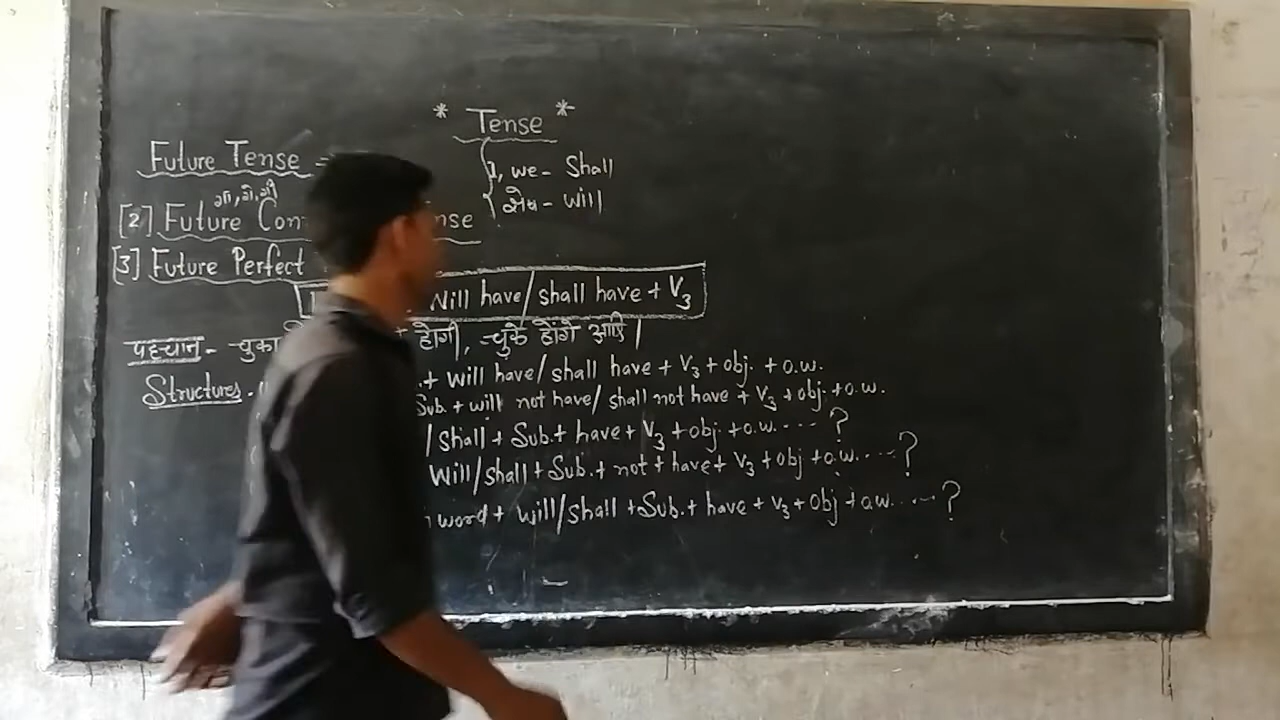 * Tense *
Future Tense -
{ I, we - Shall
शेष - will
गा, गे, गी
[2] Future Con nse
[3] Future Perfect
Will have/shall have + V3
पहचान - चुका होगी, चुके होंगे आदि।
Structures. + will have/shall have + V3 + obj. + o.w.
Sub. + will not have/shall not have + V3 + obj. + o.w.
/Shall + Sub. + have + V3 + obj. + o.w. ---- ?
Will/shall + Sub. + not + have + V3 + obj + o.w. ---- ?
word + will/shall + Sub. + have + V3 + obj + o.w. ---- ?